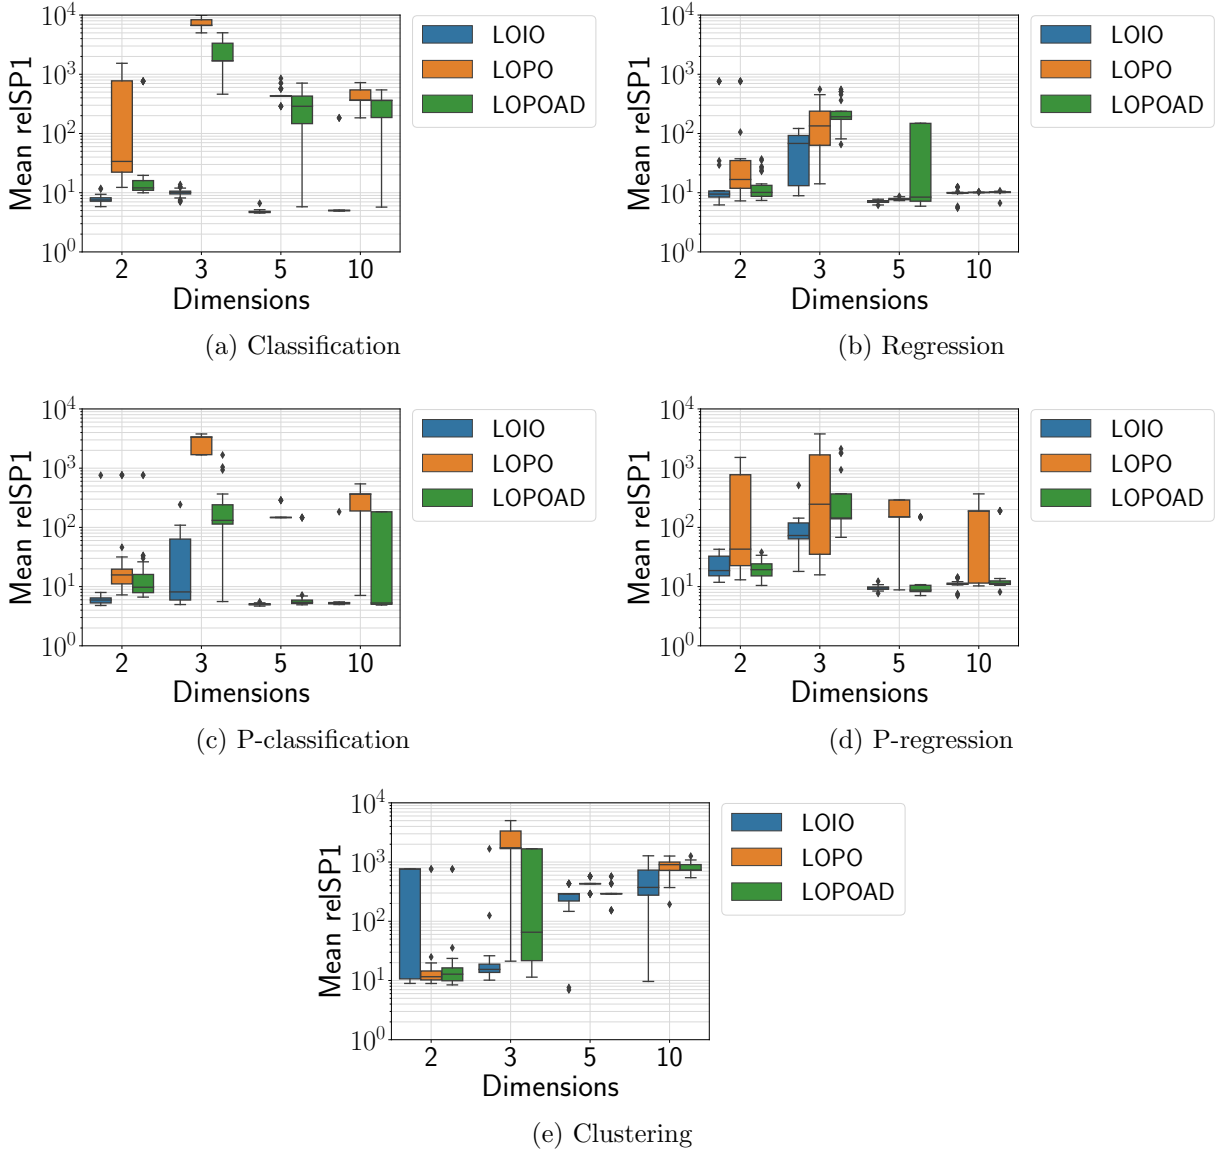 Mean relSP1
10^4
10^3
10^2
10^1
10^0
2 3 5 10
Dimensions
LOIO
LOPO
LOPOAD
(a) Classification
Mean relSP1
10^4
10^3
10^2
10^1
10^0
2 3 5 10
Dimensions
LOIO
LOPO
LOPOAD
(b) Regression
Mean relSP1
10^4
10^3
10^2
10^1
10^0
2 3 5 10
Dimensions
LOIO
LOPO
LOPOAD
(c) P-classification
Mean relSP1
10^4
10^3
10^2
10^1
10^0
2 3 5 10
Dimensions
LOIO
LOPO
LOPOAD
(d) P-regression
Mean relSP1
10^4
10^3
10^2
10^1
10^0
2 3 5 10
Dimensions
LOIO
LOPO
LOPOAD
(e) Clustering